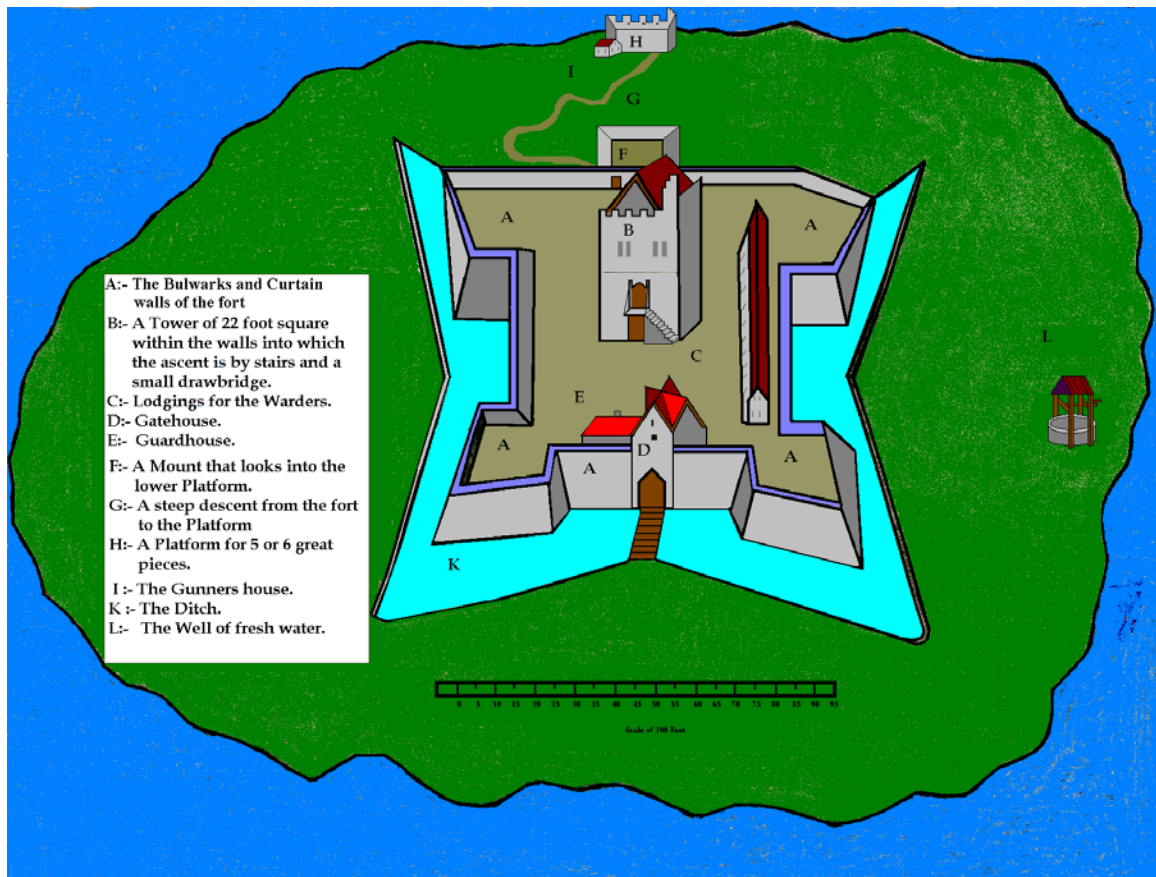 H
I
G
F
A
A
B
L
C
E
A
D
A
A
K
A:- The Bulwarks and Curtain
walls of the fort
B:- A Tower of 22 foot square
within the walls into which
the ascent is by stairs and a
small drawbridge.
C:- Lodgings for the Warders.
D:- Gatehouse.
E:- Guardhouse.
F:- A Mount that looks into the
lower Platform.
G:- A steep descent from the fort
to the Platform
H:- A Platform for 5 or 6 great
pieces.
I :- The Gunners house.
K :- The Ditch.
L:- The Well of fresh water.
0 5 10 15 20 25 30 35 40 45 50 55 60 65 70 75 80 85 90 95
Scale of 100 Foot